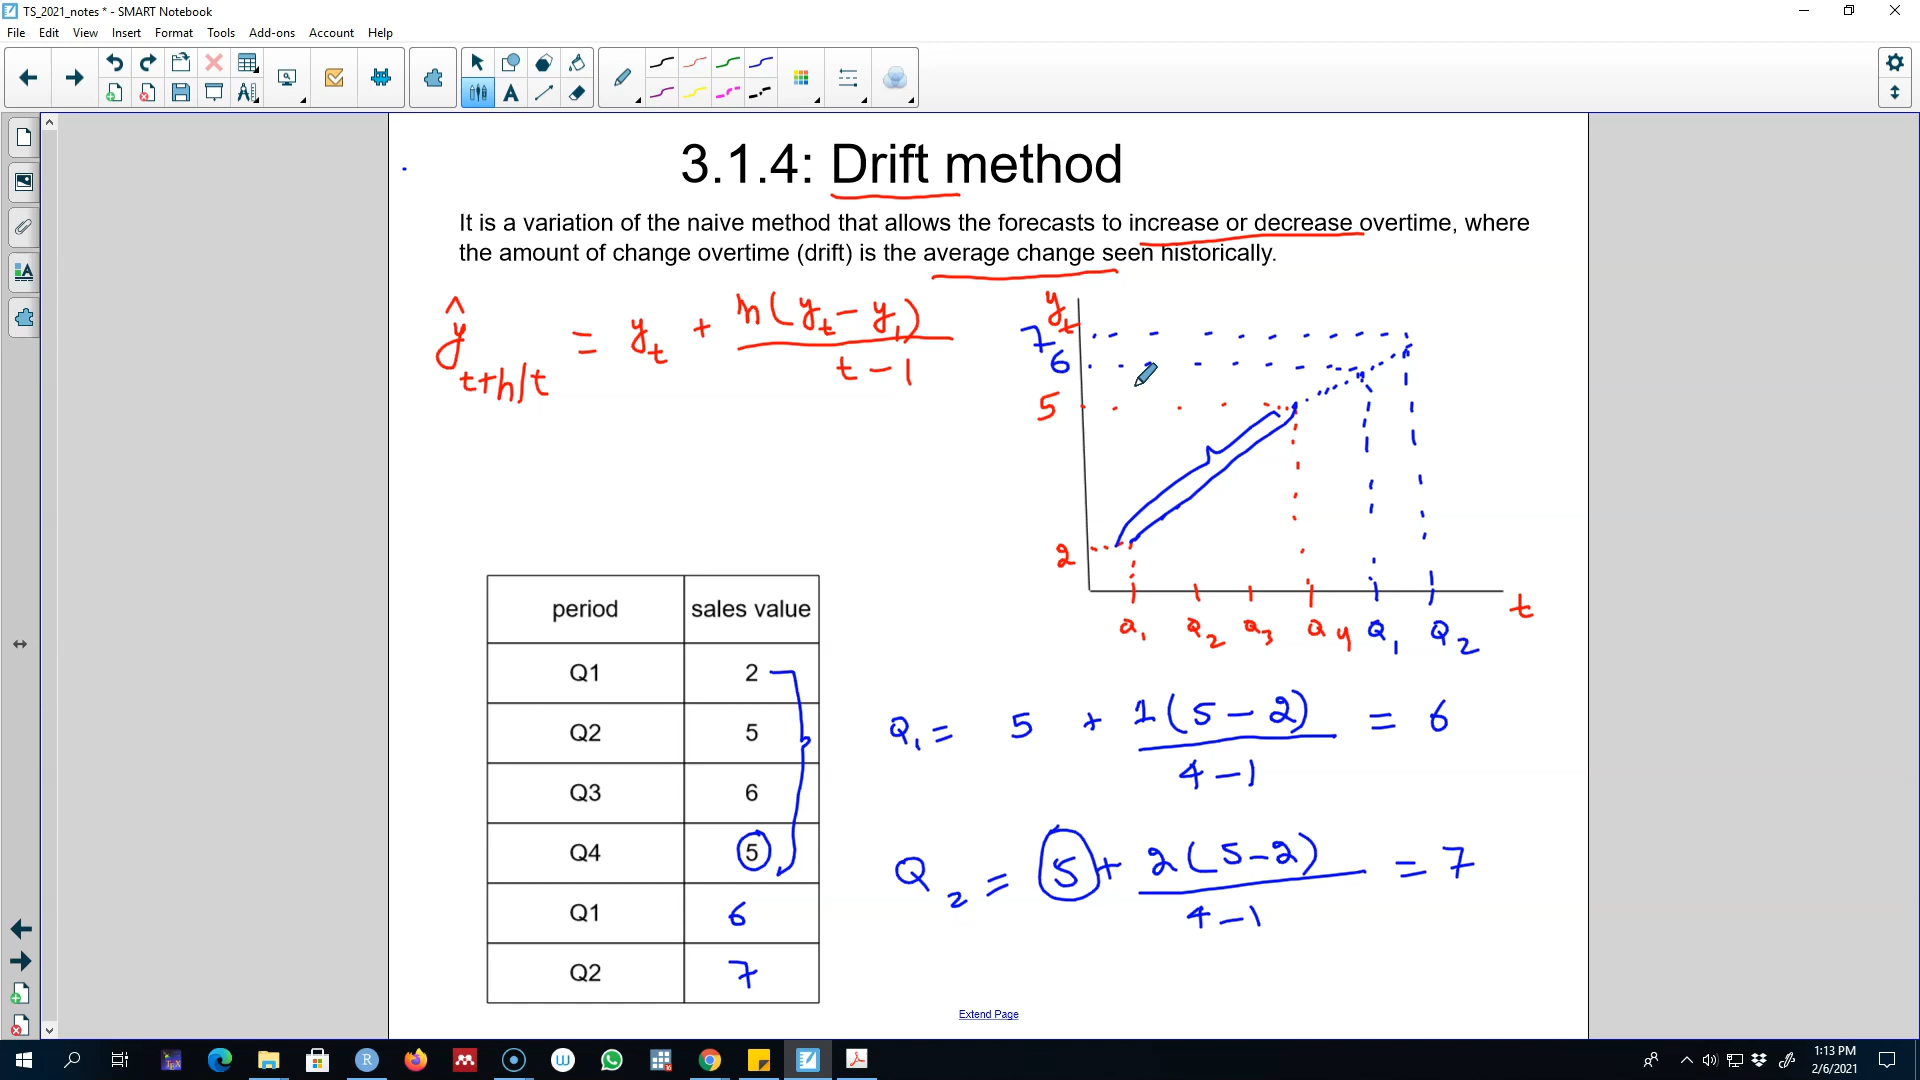 TS_2021_notes * - SMART Notebook
File Edit View Insert Format Tools Add-ons Account Help
3.1.4: Drift method
It is a variation of the naive method that allows the forecasts to increase or decrease overtime, where
the amount of change overtime (drift) is the average change seen historically.
ŷ t+h/t = yt + h(yt - y1) / t-1
yt
7
6
5
2
Q1 Q2 Q3 Q4 Q1 Q2
t
period sales value
Q1 2
Q2 5
Q3 6
Q4 5
Q1 6
Q2 7
Q1 = 5 + 1(5-2) / 4-1 = 6
Q2 = 5 + 2(5-2) / 4-1 = 7
Extend Page
1:13 PM
2/6/2021